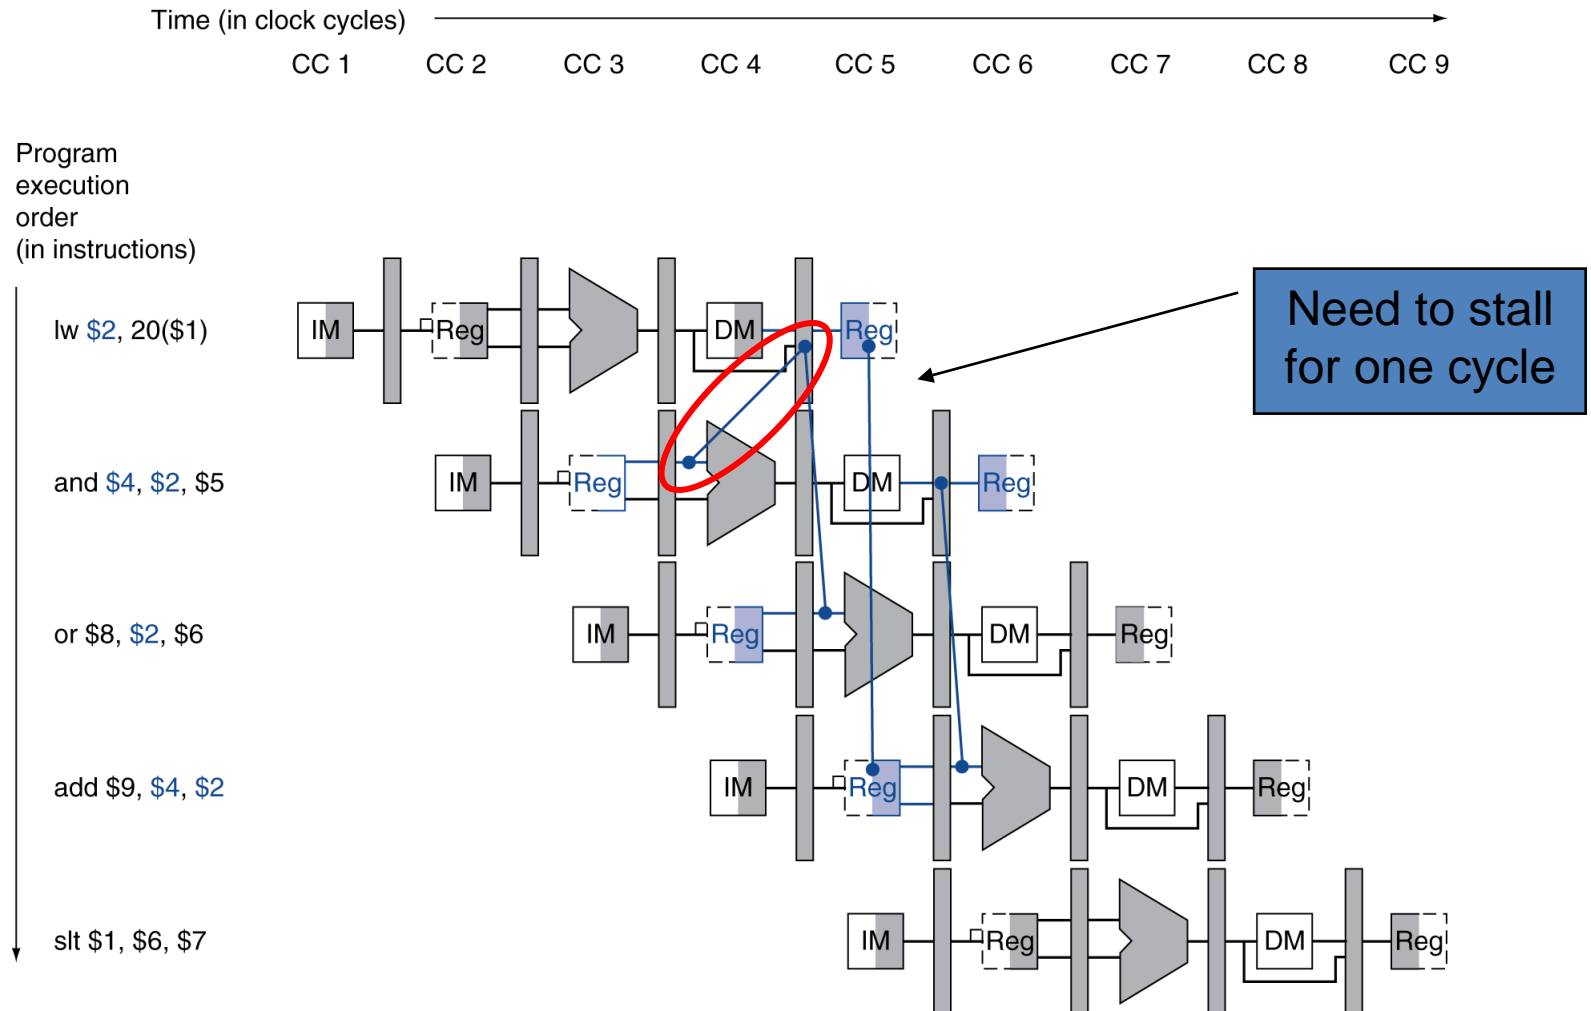 Time (in clock cycles)
CC 1 CC 2 CC 3 CC 4 CC 5 CC 6 CC 7 CC 8 CC 9
Program
execution
order
(in instructions)
Need to stall
for one cycle
lw $2, 20($1) IM Reg DM Reg
and $4, $2, $5 IM Reg DM Reg
or $8, $2, $6 IM Reg DM Reg
add $9, $4, $2 IM Reg DM Reg
slt $1, $6, $7 IM Reg DM Reg